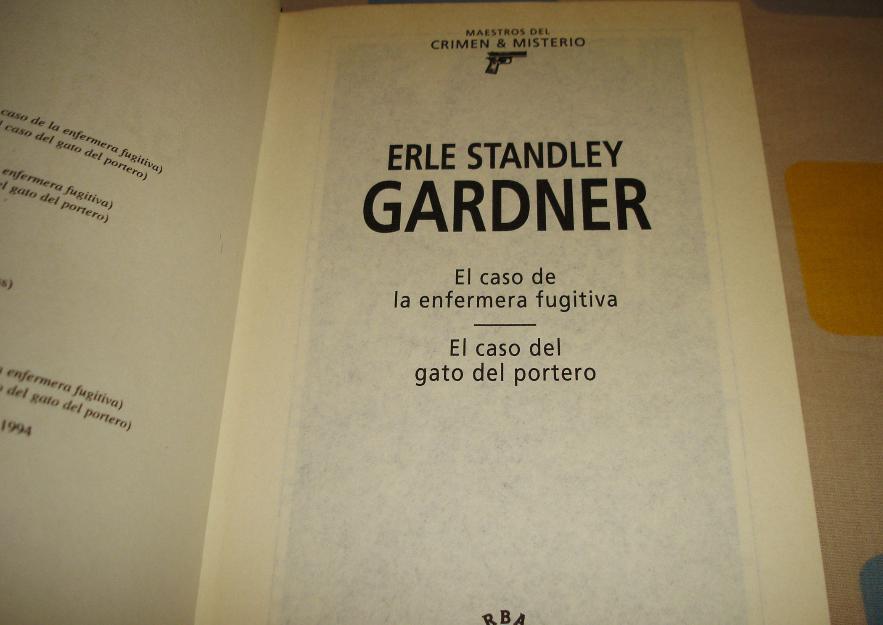 caso de la enfermera fugitiva)
caso del gato del portero)
enfermera fugitiva)
gato del portero)
enfermera fugitiva)
del gato del portero)
1994
MAESTROS DEL
CRIMEN & MISTERIO
ERLE STANDLEY
GARDNER
El caso de
la enfermera fugitiva
El caso del
gato del portero
RBA